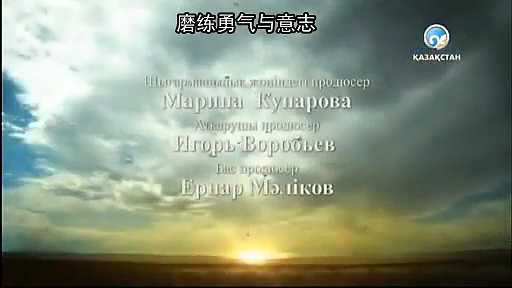 磨练勇气与意志
ҚАЗАҚСТАН
Шығармашылық жөніндегі продюсер
Марина Кунарова
Атқарушы продюсер
Игорь Воробьев
Бас продюсер
Ернар Мәліков